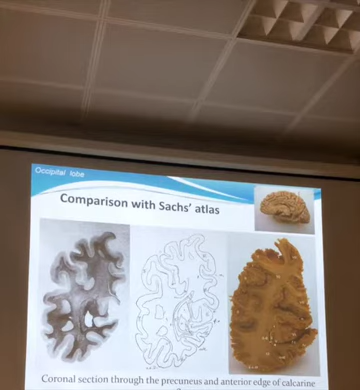 Occipital lobe
Comparison with Sachs' atlas
Coronal section through the precuneus and anterior edge of calcarine